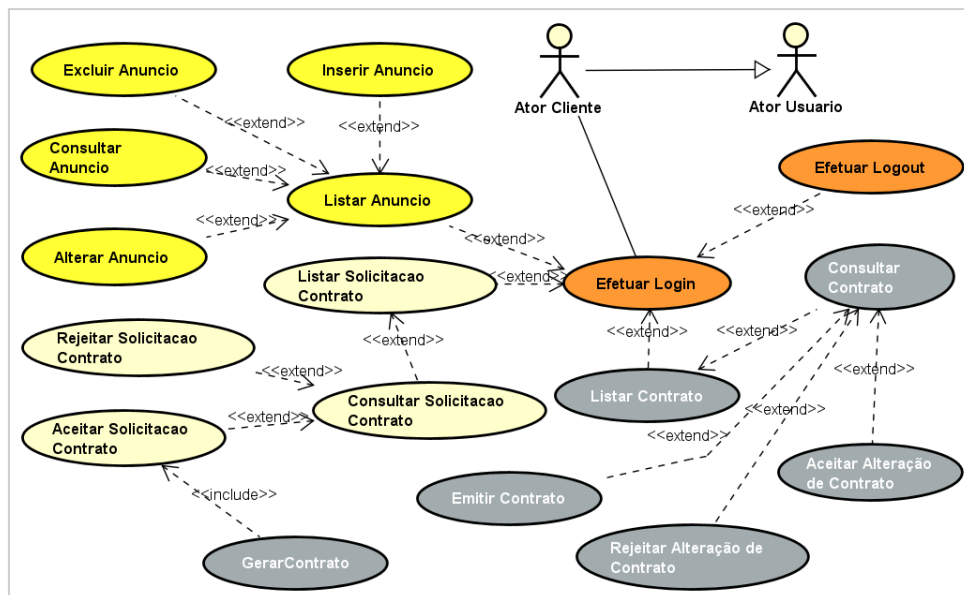 Excluir Anuncio
Inserir Anuncio
Ator Cliente
Ator Usuario
<<extend>>
<<extend>>
Consultar
Anuncio
<<extend>>
Efetuar Logout
Listar Anuncio
<<extend>>
<<extend>>
<<extend>>
Alterar Anuncio
Listar Solicitacao
Contrato
<<extend>>
Efetuar Login
Consultar
Contrato
Rejeitar Solicitacao
Contrato
<<extend>>
<<extend>>
<<extend>>
<<extend>>
<<extend>>
Listar Contrato
Consultar Solicitacao
Contrato
<<extend>>
<<extend>>
Aceitar Solicitacao
Contrato
<<extend>>
<<extend>>
Aceitar Alteração
de Contrato
<<include>>
Emitir Contrato
GerarContrato
Rejeitar Alteração de
Contrato